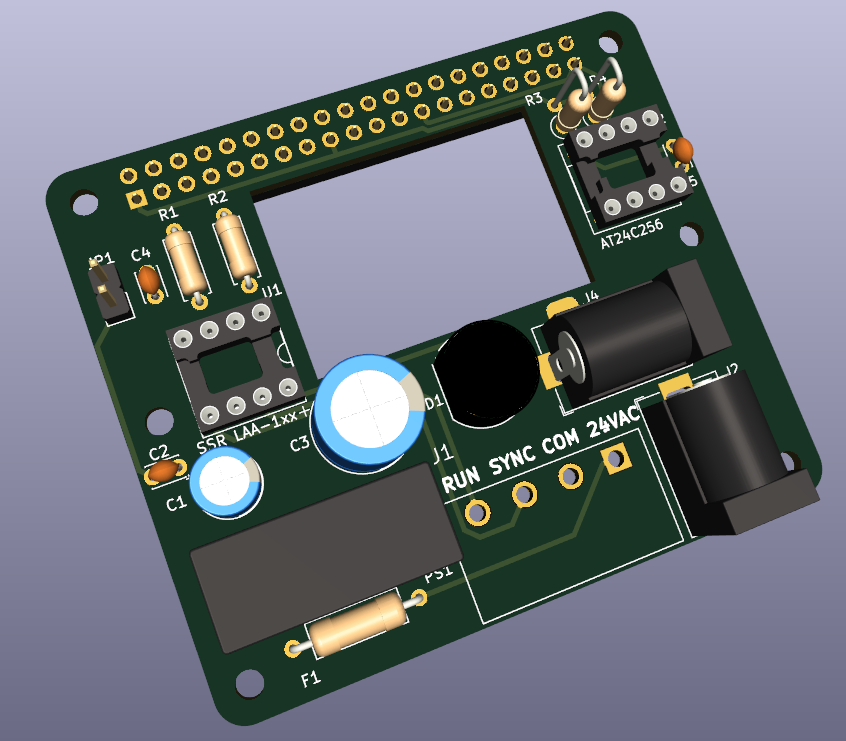 R3
R2
R1
C4
U1
AT24C256
J4
J2
D1
SSR LAA-1xx+
C3
C2
J1
RUN SYNC COM 24VAC
C1
PS1
F1